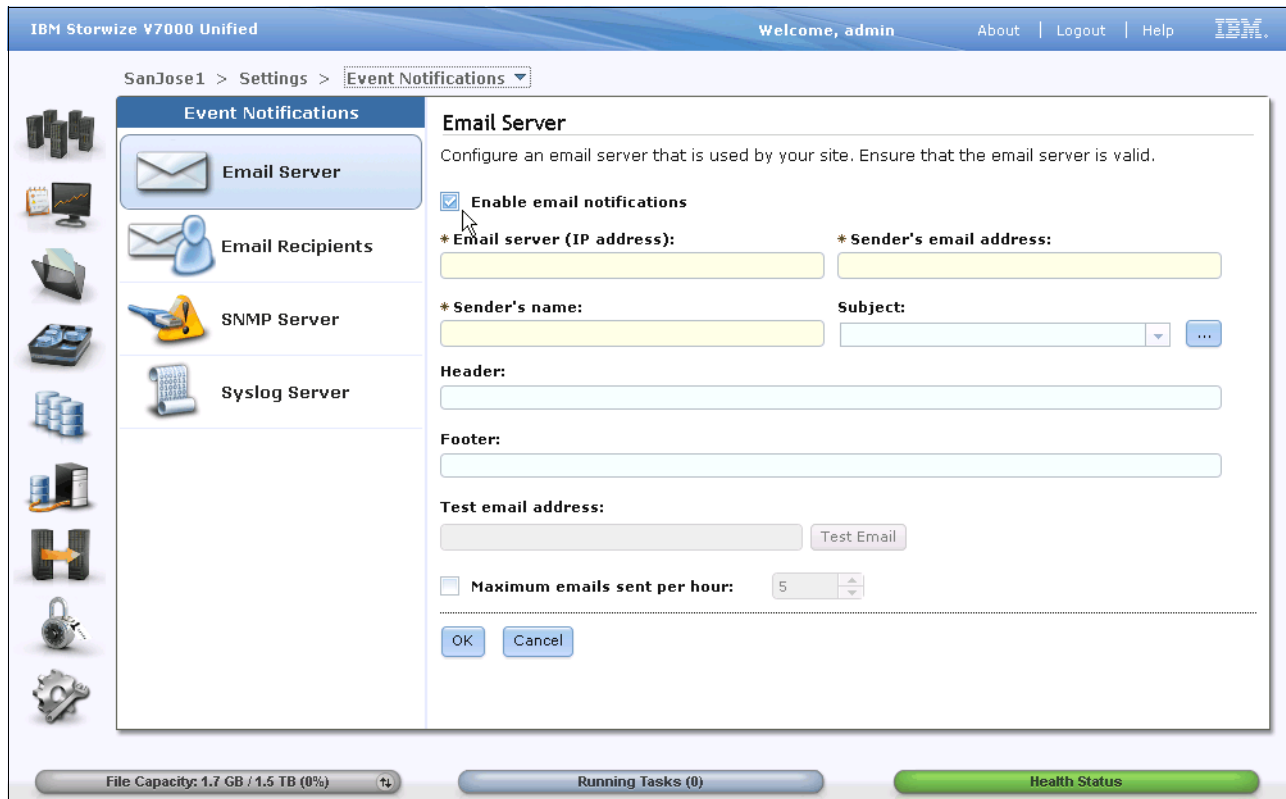 IBM Storwize V7000 Unified
Welcome, admin
About | Logout | Help
IBM.
SanJose1 > Settings > Event Notifications
Event Notifications
Email Server
Email Recipients
SNMP Server
Syslog Server
Email Server
Configure an email server that is used by your site. Ensure that the email server is valid.
Enable email notifications
*Email server (IP address):
*Sender's email address:
*Sender's name:
Subject:
...
Header:
Footer:
Test email address:
Test Email
Maximum emails sent per hour:
5
OK
Cancel
File Capacity: 1.7 GB / 1.5 TB (0%)
Running Tasks (0)
Health Status